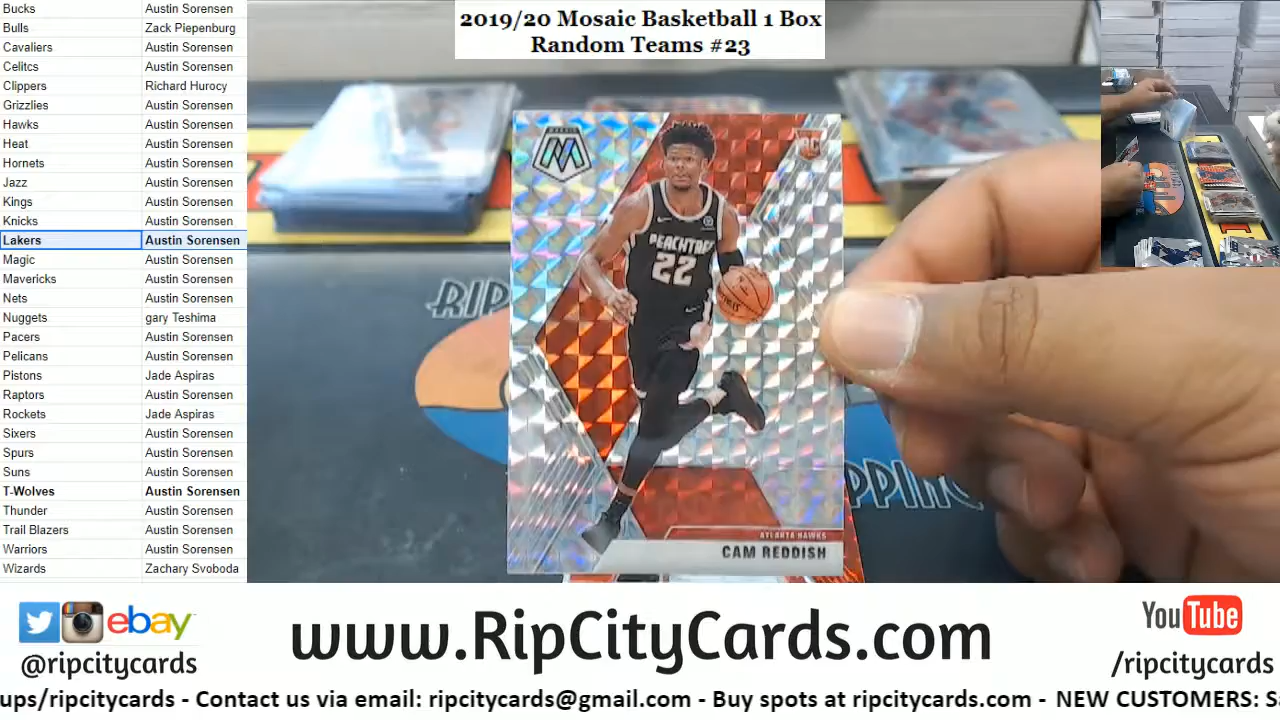 Bucks Austin Sorensen
Bulls Zack Piepenburg
Cavaliers Austin Sorensen
Celitcs Austin Sorensen
Clippers Richard Hurocy
Grizzlies Austin Sorensen
Hawks Austin Sorensen
Heat Austin Sorensen
Hornets Austin Sorensen
Jazz Austin Sorensen
Kings Austin Sorensen
Knicks Austin Sorensen
Lakers Austin Sorensen
Magic Austin Sorensen
Mavericks Austin Sorensen
Nets Austin Sorensen
Nuggets gary Teshima
Pacers Austin Sorensen
Pelicans Austin Sorensen
Pistons Jade Aspiras
Raptors Austin Sorensen
Rockets Jade Aspiras
Sixers Austin Sorensen
Spurs Austin Sorensen
Suns Austin Sorensen
T-Wolves Austin Sorensen
Thunder Austin Sorensen
Trail Blazers Austin Sorensen
Warriors Austin Sorensen
Wizards Zachary Svoboda
2019/20 Mosaic Basketball 1 Box
Random Teams #23
MOSAIC
RC
PEACHTREE
22
ATLANTA HAWKS
CAM REDDISH
RIP
PPING
ebay
@ripcitycards
www.RipCityCards.com
YouTube
/ripcitycards
ups/ripcitycards - Contact us via email: ripcitycards@gmail.com - Buy spots at ripcitycards.com - NEW CUSTOMERS: Sa